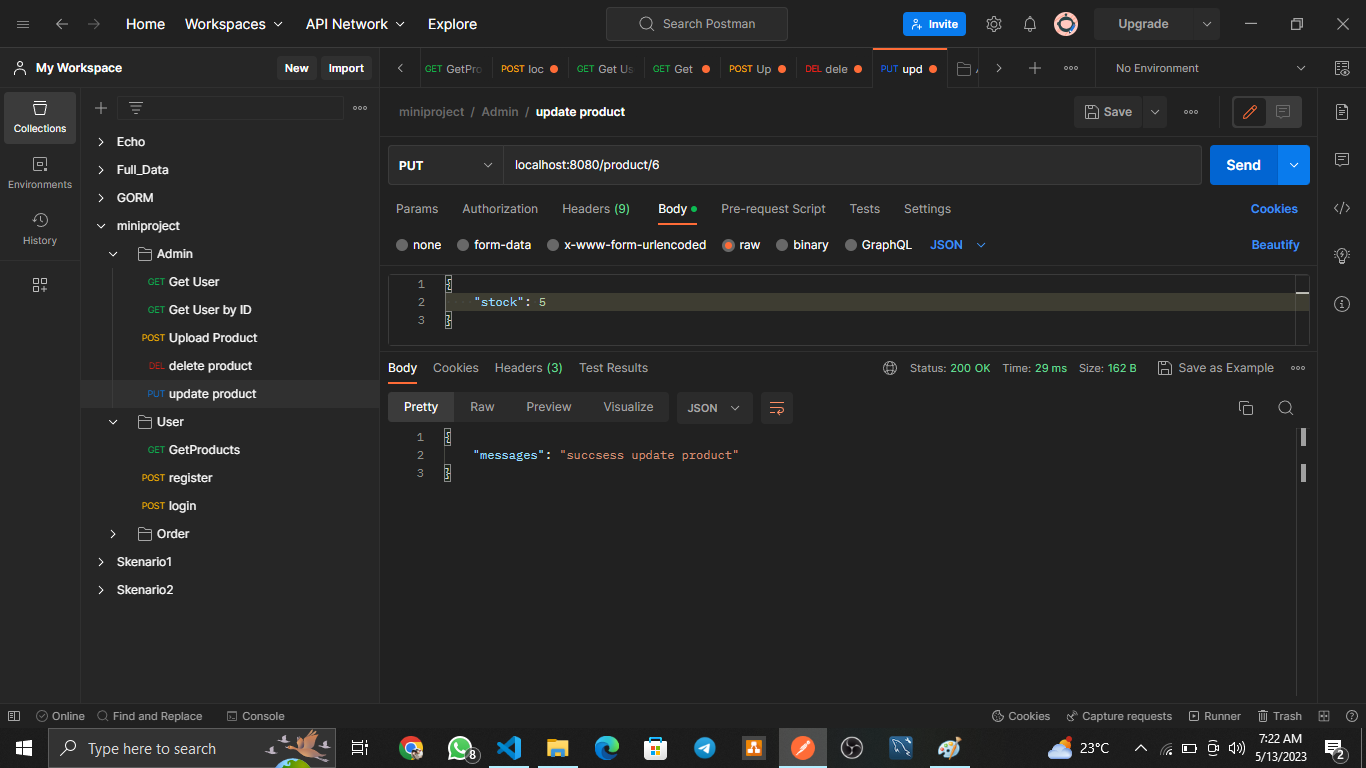 Home Workspaces API Network Explore Search Postman Invite Upgrade
My Workspace New Import
GET GetPro POST loc GET Get Us GET Get POST Up DEL dele PUT upd No Environment
Collections
Environments
History
Echo
Full_Data
GORM
miniproject
Admin
GET Get User
GET Get User by ID
POST Upload Product
DEL delete product
PUT update product
User
GET GetProducts
POST register
POST login
Order
Skenario1
Skenario2
miniproject / Admin / update product Save
PUT localhost:8080/product/6 Send
Params Authorization Headers (9) Body Pre-request Script Tests Settings Cookies
none form-data x-www-form-urlencoded raw binary GraphQL JSON Beautify
1 {
2 "stock": 5
3 }
Body Cookies Headers (3) Test Results Status: 200 OK Time: 29 ms Size: 162 B Save as Example
Pretty Raw Preview Visualize JSON
1 {
2 "messages": "succsess update product"
3 }
Online Find and Replace Console Cookies Capture requests Runner Trash
Type here to search 8 23°C 7:22 AM
5/13/2023 2